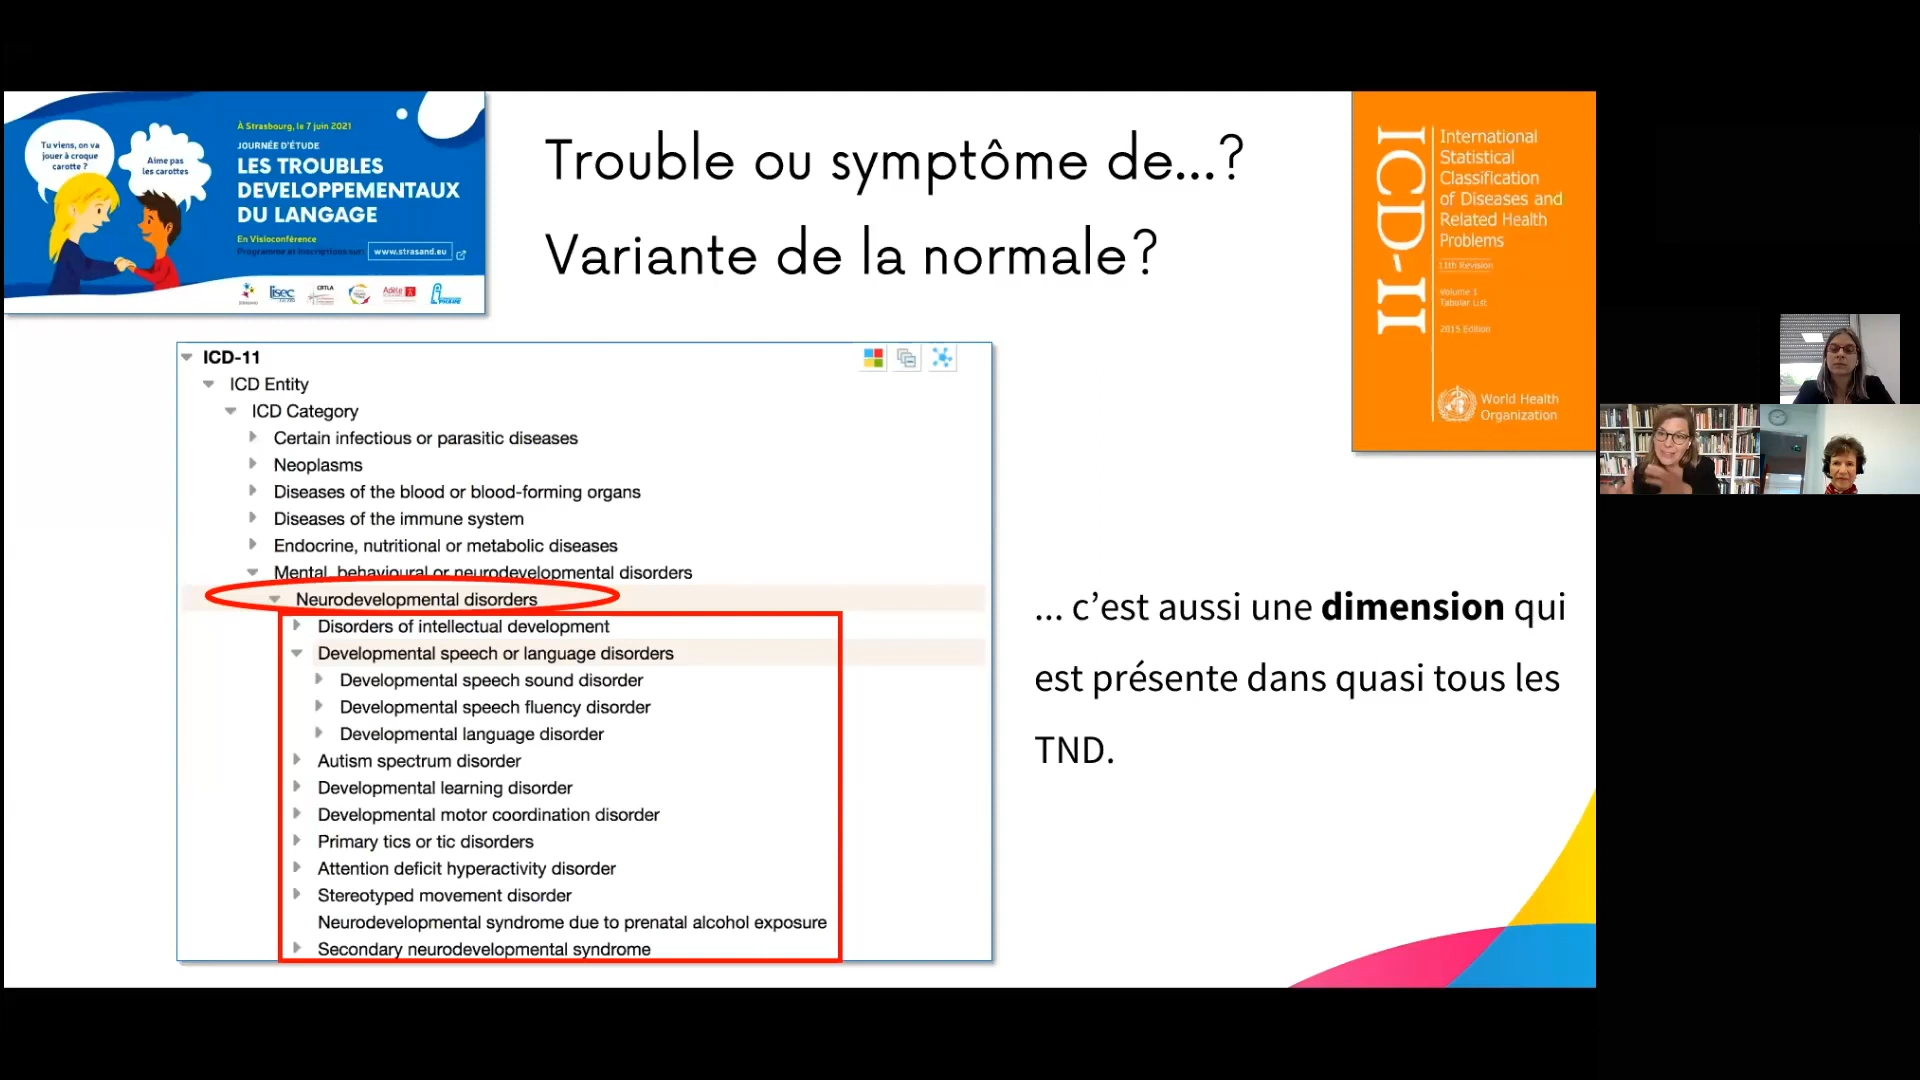 Tu viens, on va
jouer à croque
carotte ?
Aime pas
les carottes
À Strasbourg, le 7 juin 2021
JOURNÉE D'ÉTUDE
LES TROUBLES
DEVELOPPEMENTAUX
DU LANGAGE
En Visioconférence
Programme et inscriptions sur:
www.strasand.eu
lisec
Adèle
Trouble ou symptôme de...?
Variante de la normale?
ICD-11
International
Statistical
Classification
of Diseases and
Related Health
Problems
11th Revision
Volume 1
Tabular List
2015 Edition
World Health
Organization
ICD-11
ICD Entity
ICD Category
Certain infectious or parasitic diseases
Neoplasms
Diseases of the blood or blood-forming organs
Diseases of the immune system
Endocrine, nutritional or metabolic diseases
Mental, behavioural or neurodevelopmental disorders
Neurodevelopmental disorders
Disorders of intellectual development
Developmental speech or language disorders
Developmental speech sound disorder
Developmental speech fluency disorder
Developmental language disorder
Autism spectrum disorder
Developmental learning disorder
Developmental motor coordination disorder
Primary tics or tic disorders
Attention deficit hyperactivity disorder
Stereotyped movement disorder
Neurodevelopmental syndrome due to prenatal alcohol exposure
Secondary neurodevelopmental syndrome
... c’est aussi une dimension qui
est présente dans quasi tous les
TND.